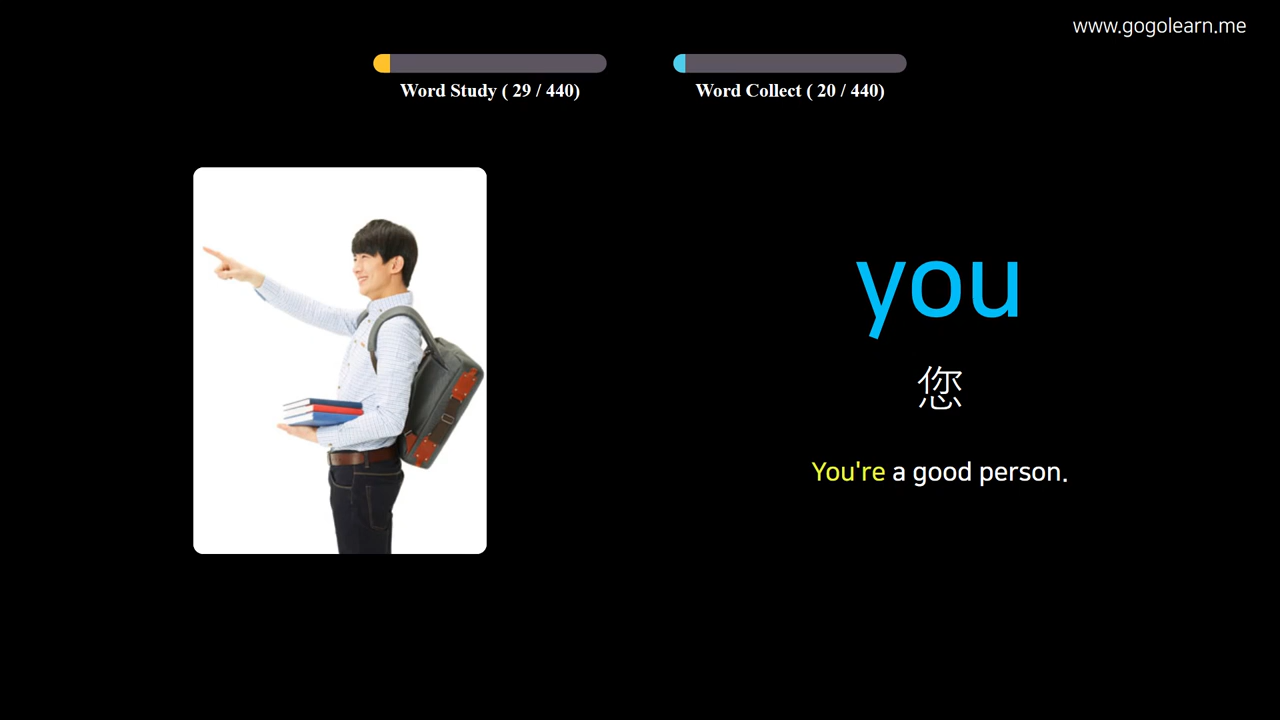 www.gogolearn.me
Word Study ( 29 / 440)
Word Collect ( 20 / 440)
you
您
You're a good person.